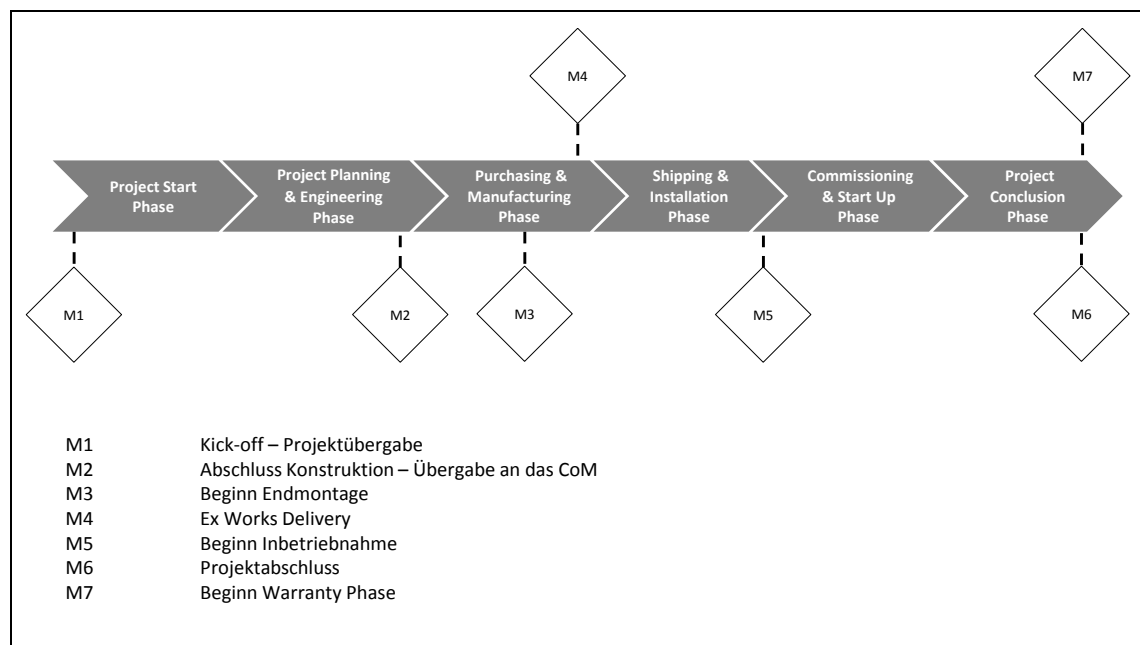 M4
M7
Project Start
Phase
Project Planning
& Engineering
Phase
Purchasing &
Manufacturing
Phase
Shipping &
Installation
Phase
Commissioning
& Start Up
Phase
Project
Conclusion
Phase
M1
M2
M3
M5
M6
M1 Kick-off – Projektübergabe
M2 Abschluss Konstruktion – Übergabe an das CoM
M3 Beginn Endmontage
M4 Ex Works Delivery
M5 Beginn Inbetriebnahme
M6 Projektabschluss
M7 Beginn Warranty Phase